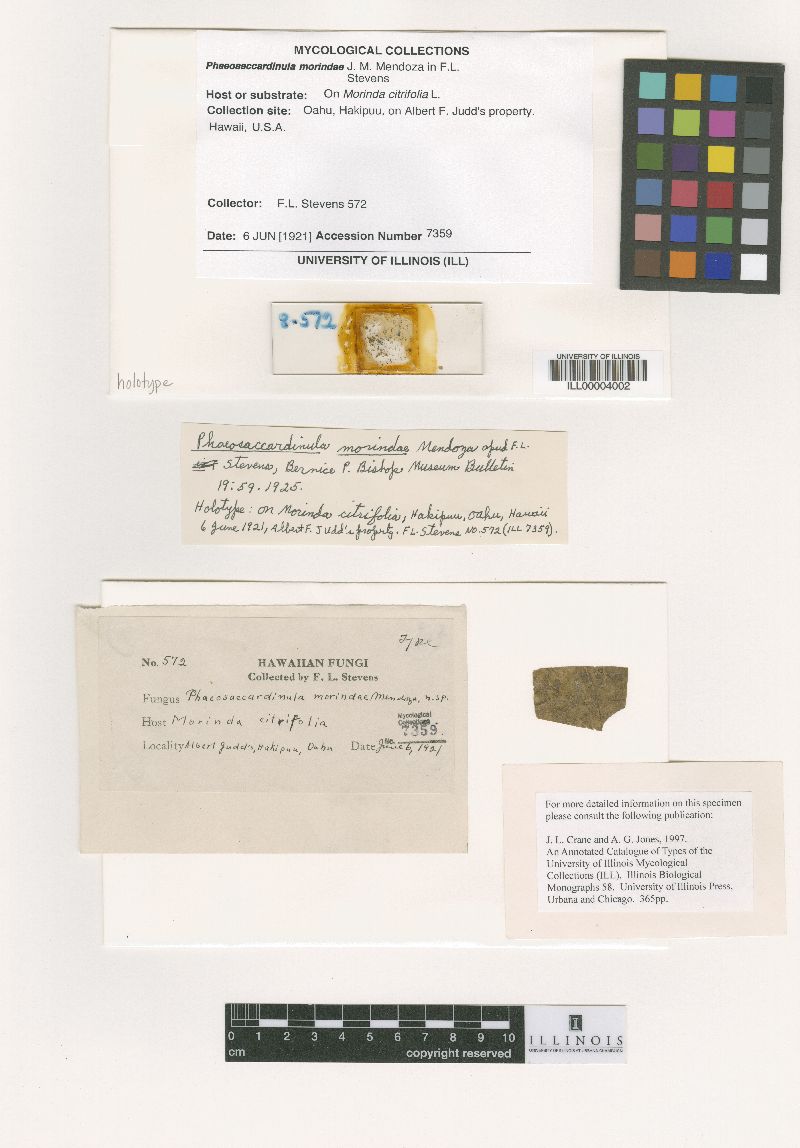 MYCOLOGICAL COLLECTIONS
Phaeosaccardinula morindae J. M. Mendoza in F.L.
Stevens
Host or substrate: On Morinda citrifolia L.
Collection site: Oahu, Hakipuu, on Albert F. Judd's property.
Hawaii, U.S.A.
Collector: F.L. Stevens 572
Date: 6 JUN [1921] Accession Number 7359
UNIVERSITY OF ILLINOIS (ILL)
8-572
UNIVERSITY OF ILLINOIS
ILL00004002
holotype
Phaeosaccardinula morindae Mendoza apud F.L.
Stevens, Bernice P. Bishop Museum Bulletin
19:59.1925.
Holotype: on Morinda citrifolia, Hakipuu, Oahu, Hawaii
6 June 1921, Albert F. Judd's property. F.L. Stevens No. 572 (ILL 7359).
Type
No. 572 HAWAIIAN FUNGI
Collected by F. L. Stevens
Fungus Phaeosaccardinula morindae Mendoza, n.sp.
Host Morinda citrifolia
Mycological
Collections
No. 7359
Locality Albert Judd's, Hakipuu, Oahu Date June 6, 1921
For more detailed information on this specimen
please consult the following publication:
J. L. Crane and A. G. Jones, 1997.
An Annotated Catalogue of Types of the
University of Illinois Mycological
Collections (ILL). Illinois Biological
Monographs 58. University of Illinois Press,
Urbana and Chicago. 365pp.
0 1 2 3 4 5 6 7 8 9 10
cm copyright reserved
I
ILLINOIS
UNIVERSITY OF ILLINOIS AT URBANA-CHAMPAIGN